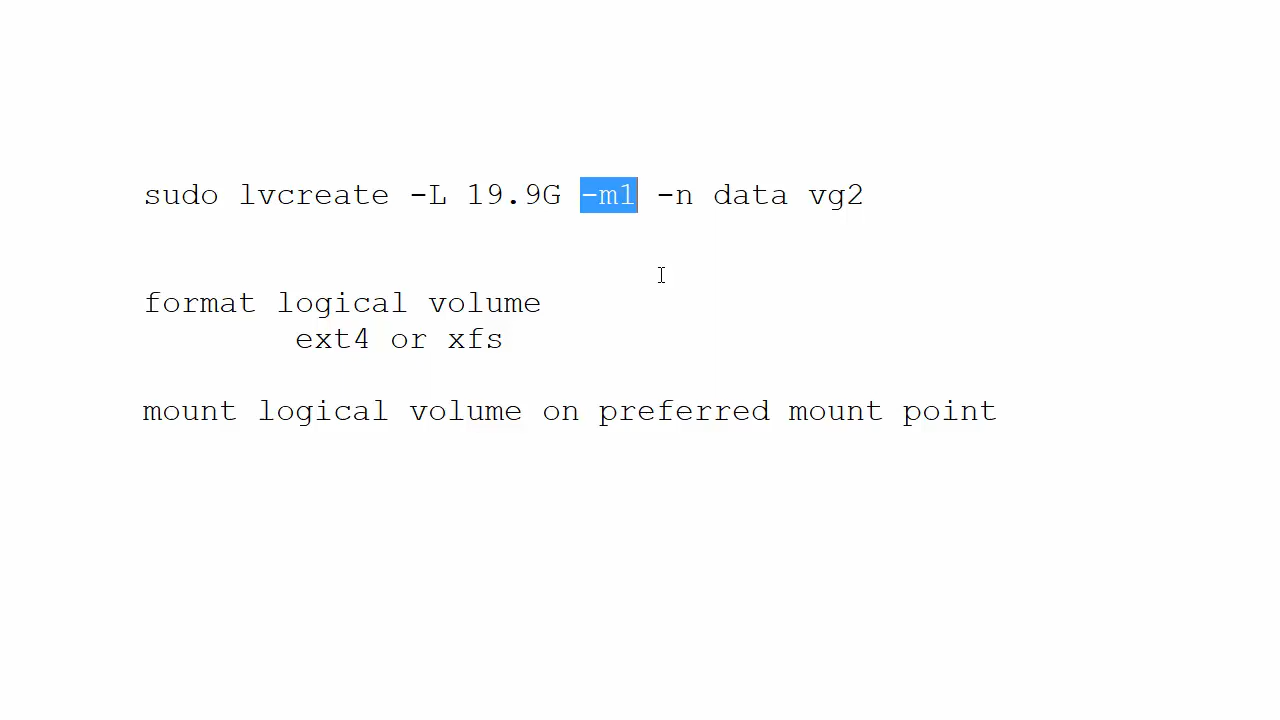 sudo lvcreate -L 19.9G -m1 -n data vg2
format logical volume
ext4 or xfs
mount logical volume on preferred mount point